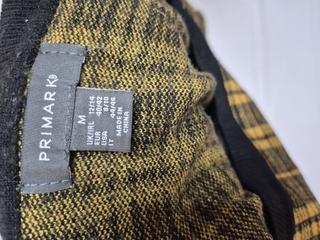 PRIMARK®
M
UK/IRL 12/14
EUR 40/42
USA 8/10
IT 44/46
MADE IN
CHINA